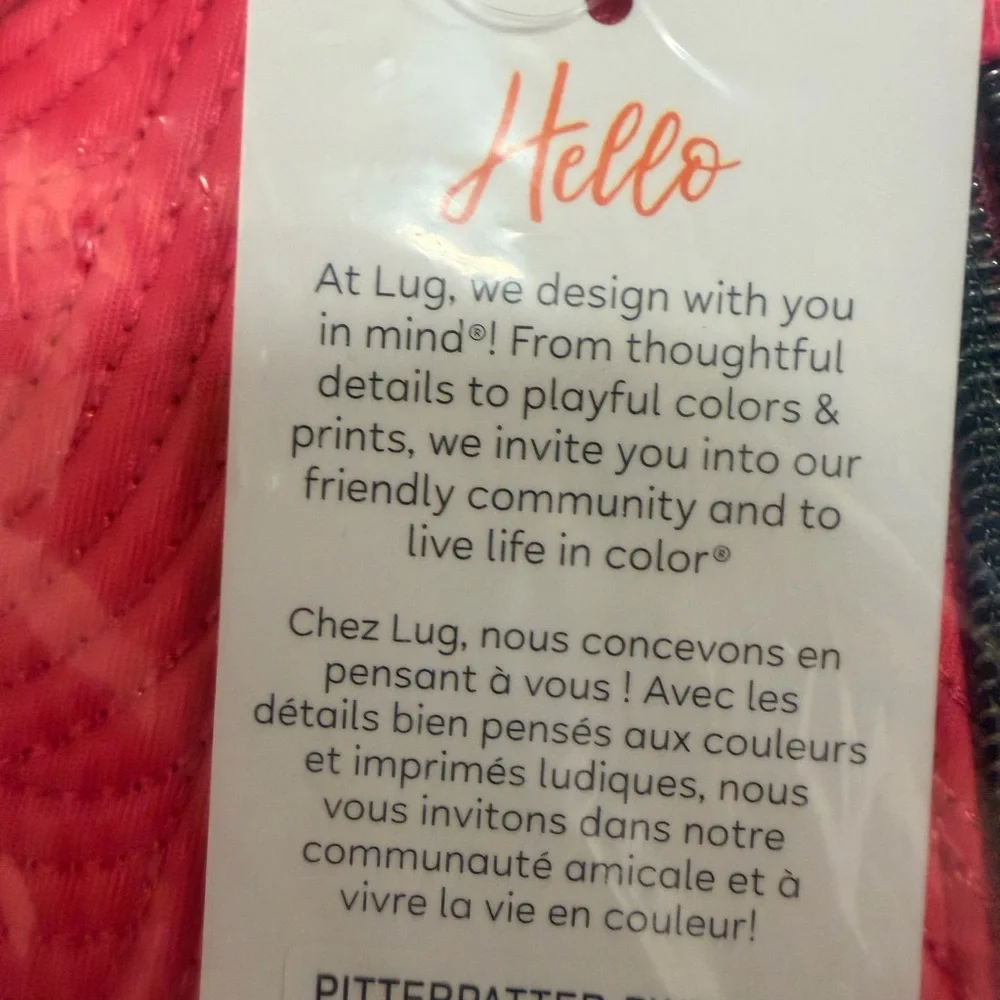 Hello
At Lug, we design with you
in mind®! From thoughtful
details to playful colors &
prints, we invite you into our
friendly community and to
live life in color®
Chez Lug, nous concevons en
pensant à vous ! Avec les
détails bien pensés aux couleurs
et imprimés ludiques, nous
vous invitons dans notre
communauté amicale et à
vivre la vie en couleur!
PITTERPATTER